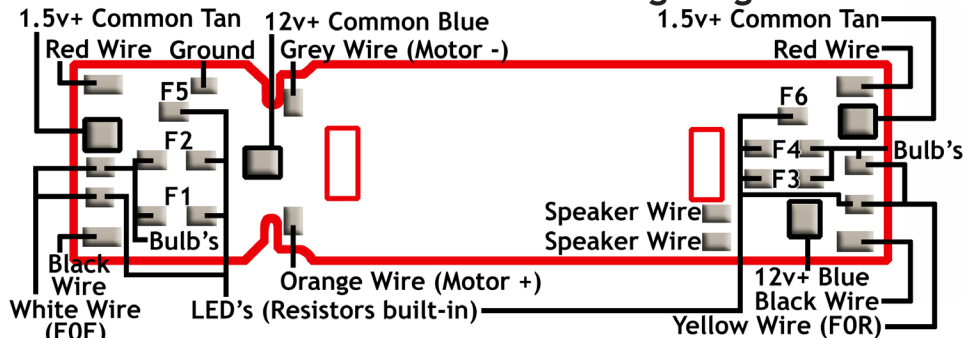 1.5v+ Common Tan
12v+ Common Blue
1.5v+ Common Tan
Red Wire
Ground
Grey Wire (Motor -)
Red Wire
F5
F6
F2
F4
Bulb's
F3
F1
Speaker Wire
Bulb's
Speaker Wire
Black
Wire
Orange Wire (Motor +)
12v+ Blue
White Wire
(F0F)
LED's (Resistors built-in)
Black Wire
Yellow Wire (F0R)